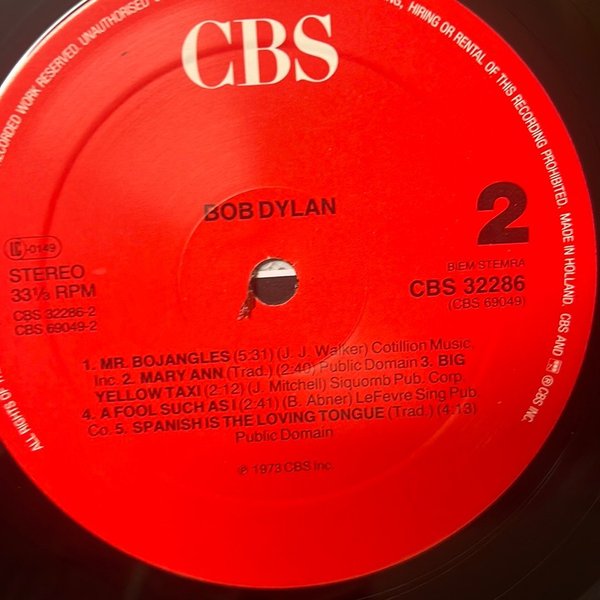 RECORDED WORK RESERVED. UNAUTHORISED
HIRING OR RENTAL OF THIS RECORDING PROHIBITED. MADE IN HOLLAND. CBS AND ℗ CBS INC.
CBS
BOB DYLAN
2
LC-0149
STEREO
33⅓ RPM
CBS 32286-2
CBS 69049-2
BIEM/STEMRA
CBS 32286
(CBS 69049)
1. MR. BOJANGLES (5:31) (J. J. Walker) Cotillion Music,
Inc. 2. MARY ANN (Trad.) (2:40) Public Domain 3. BIG
YELLOW TAXI (2:12) (J. Mitchell) Siquomb Pub. Corp.
4. A FOOL SUCH AS I (2:41) (B. Abner) LeFevre Sing Pub.
Co. 5. SPANISH IS THE LOVING TONGUE (Trad.) (4.13)
Public Domain
℗ 1973 CBS Inc
ALL RIGHTS OF